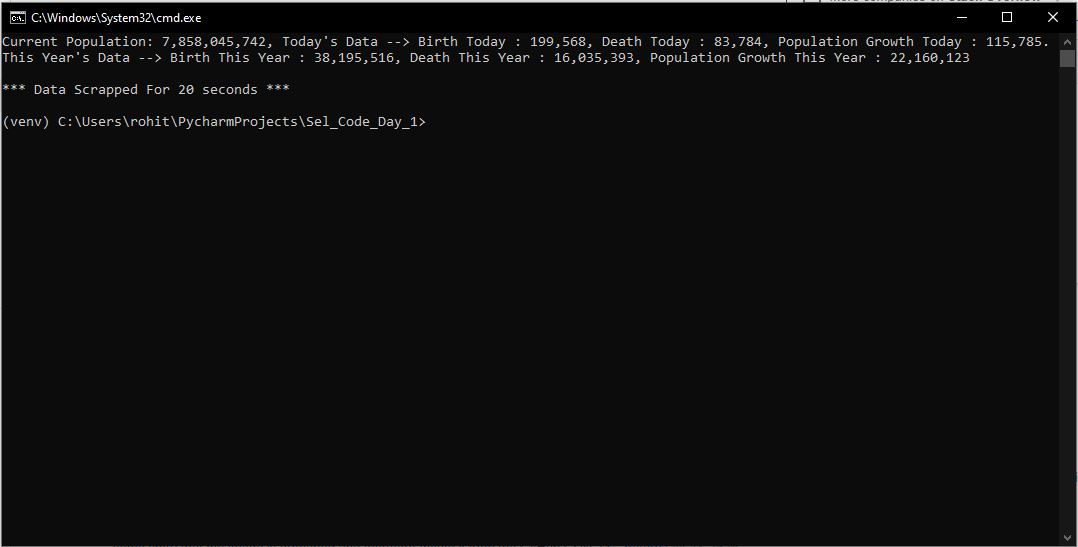 C:\Windows\System32\cmd.exe
Current Population: 7,858,045,742, Today's Data --> Birth Today : 199,568, Death Today : 83,784, Population Growth Today : 115,785.
This Year's Data --> Birth This Year : 38,195,516, Death This Year : 16,035,393, Population Growth This Year : 22,160,123
*** Data Scrapped For 20 seconds ***
(venv) C:\Users\rohit\PycharmProjects\Sel_Code_Day_1>